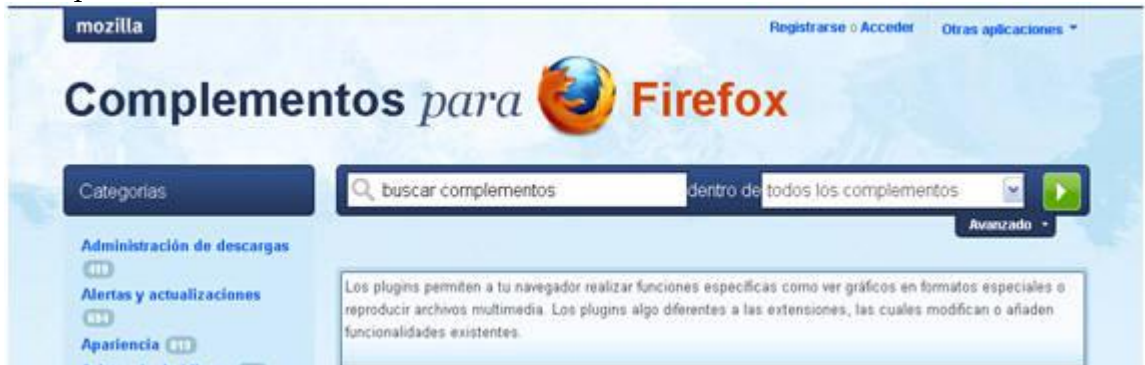 mozilla
Registrarse o Acceder Otras aplicaciones
Complementos para Firefox
Categorías
buscar complementos dentro de todos los complementos
Avanzado
Administración de descargas
Alertas y actualizaciones
Apariencia
Los plugins permiten a tu navegador realizar funciones específicas como ver gráficos en formatos especiales o
reproducir archivos multimedia. Los plugins algo diferentes a las extensiones, las cuales modifican o añaden
funcionalidades existentes.